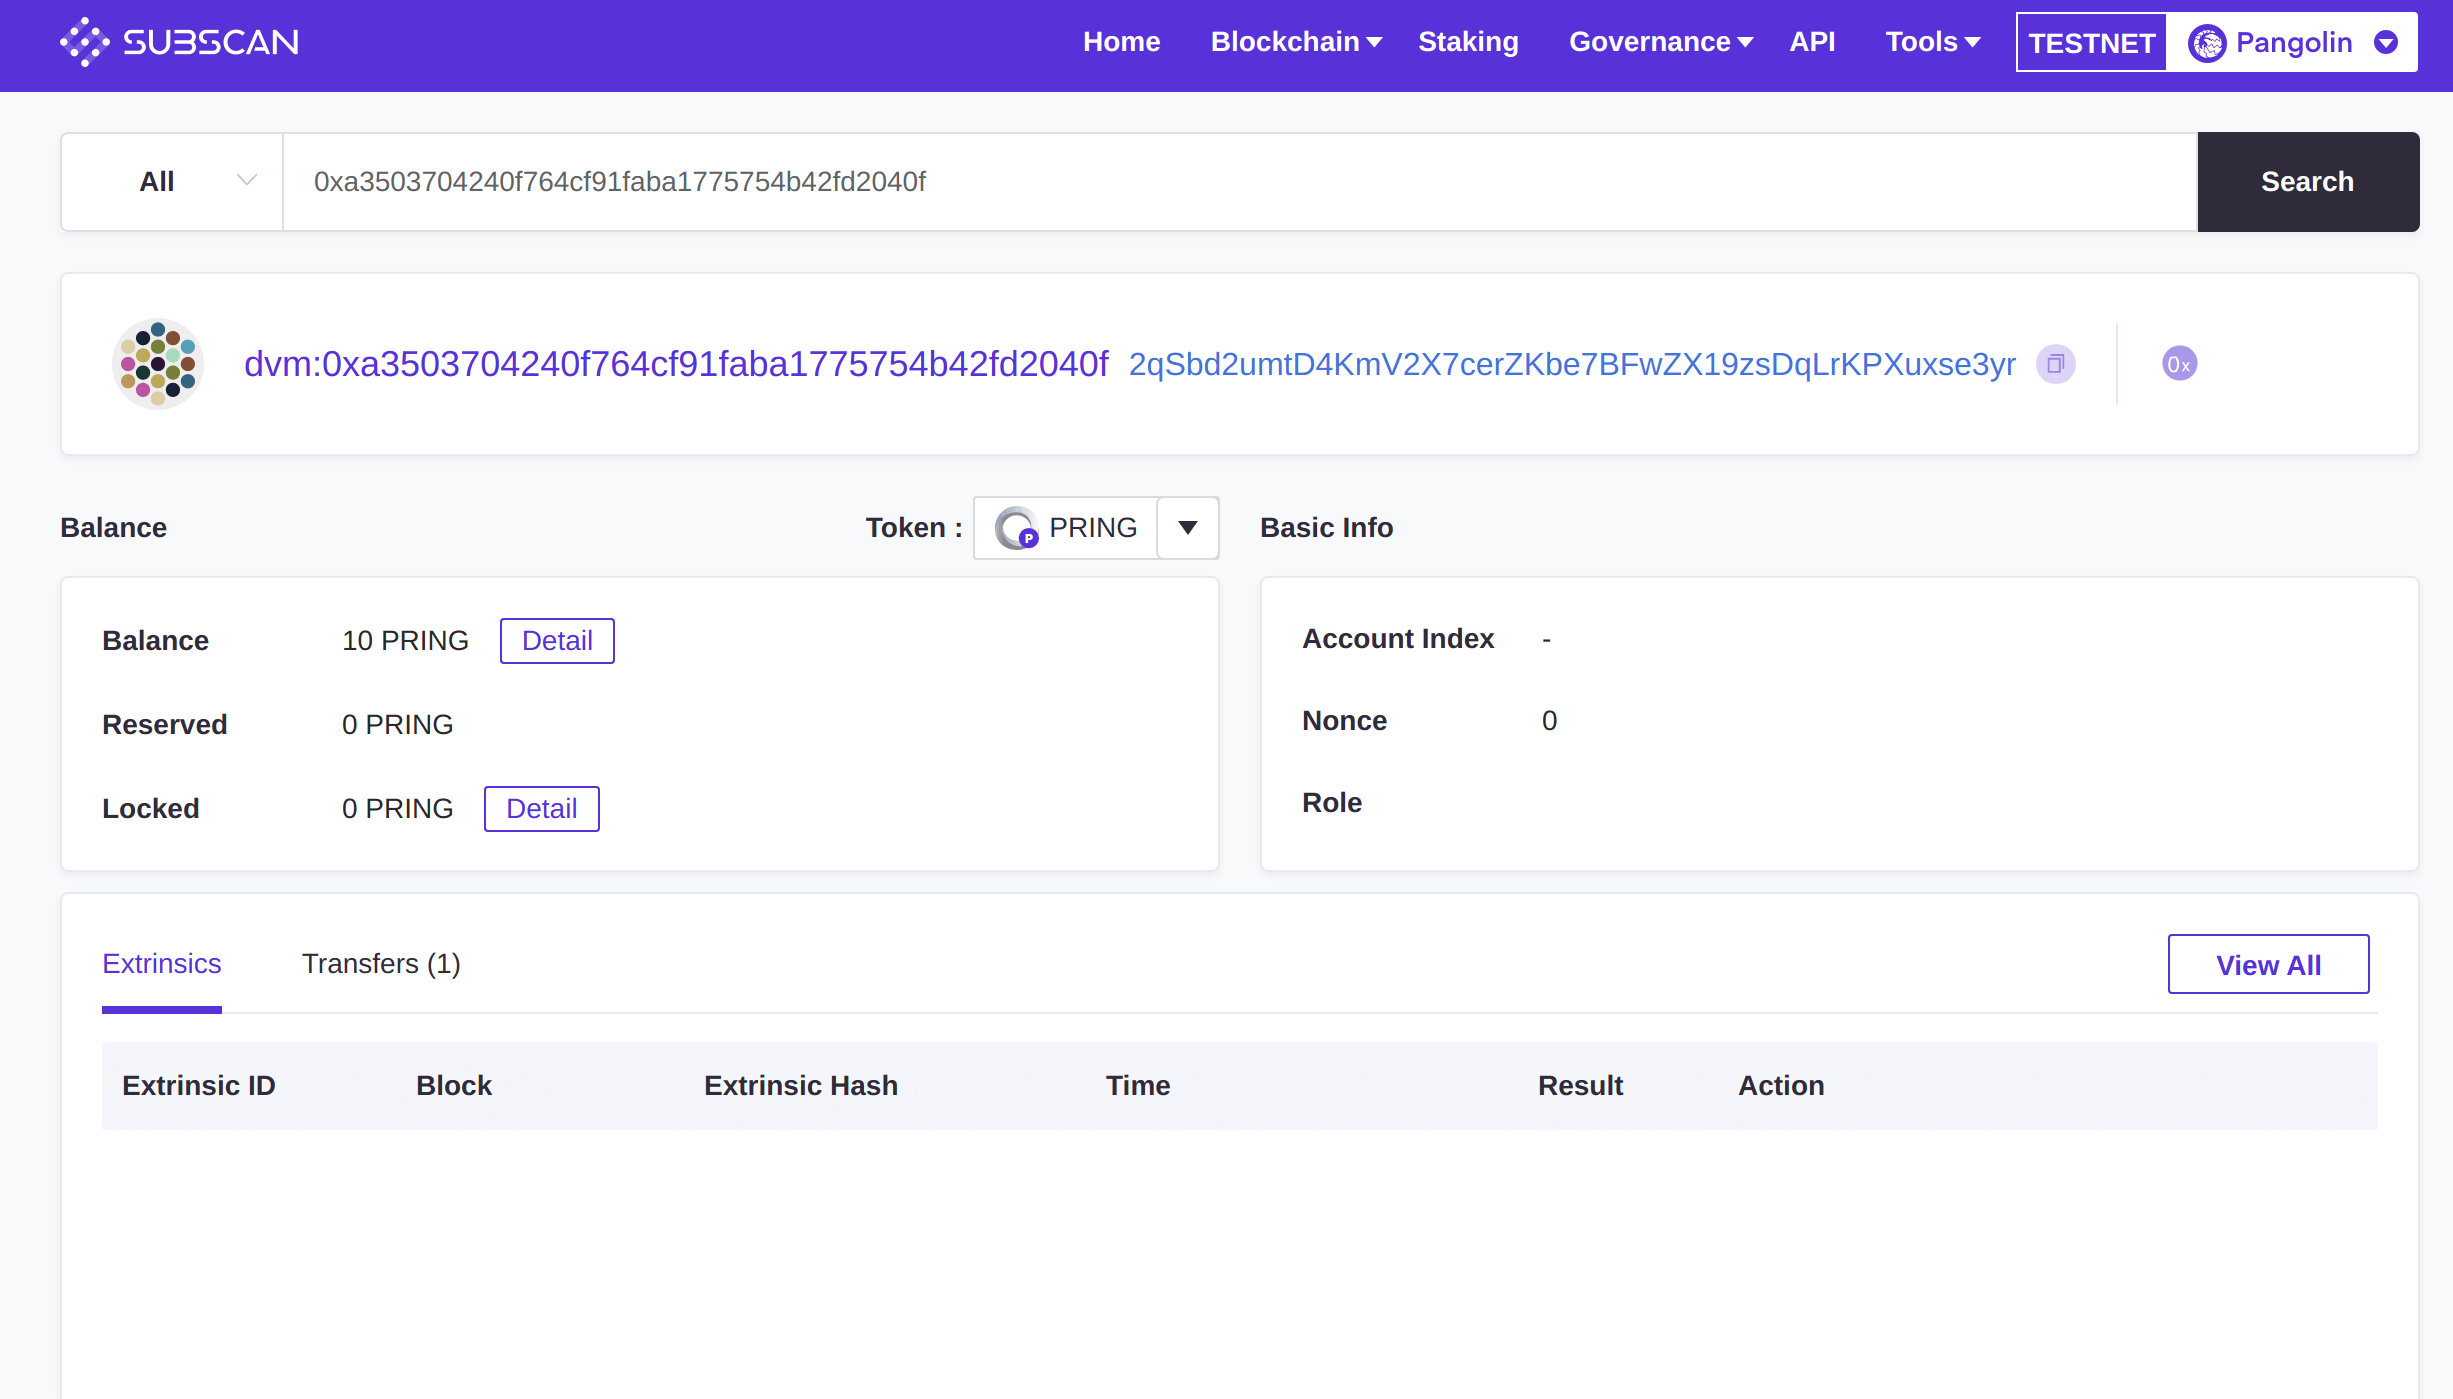 SUBSCAN Home Blockchain Staking Governance API Tools TESTNET Pangolin
All 0xa3503704240f764cf91faba1775754b42fd2040f Search
dvm:0xa3503704240f764cf91faba1775754b42fd2040f 2qSbd2umtD4KmV2X7cerZKbe7BFwZX19zsDqLrKPXuxse3yr 0x
Balance Token : P PRING Basic Info
Balance 10 PRING Detail
Reserved 0 PRING
Locked 0 PRING Detail
Account Index -
Nonce 0
Role
Extrinsics Transfers (1) View All
Extrinsic ID Block Extrinsic Hash Time Result Action